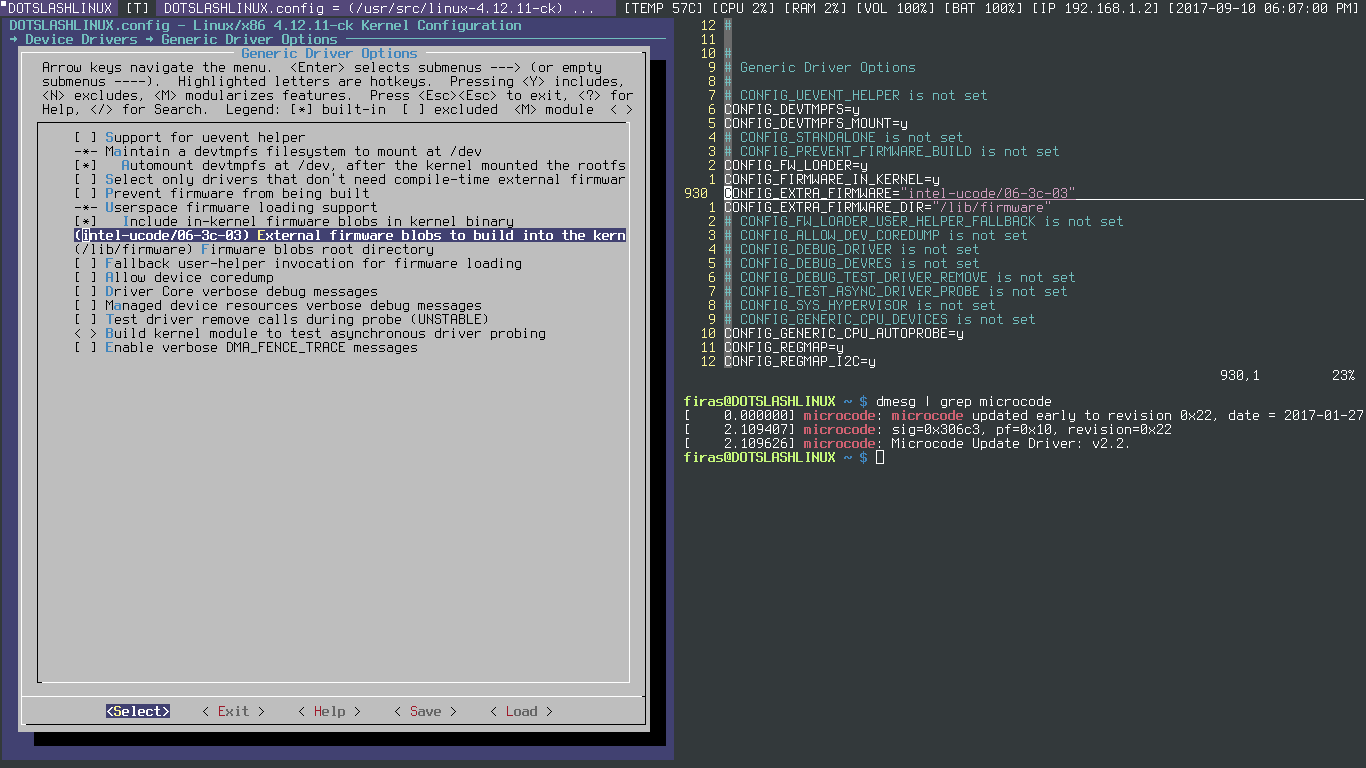 DOTSLASHLINUX [T] DOTSLASHLINUX.config = (/usr/src/linux-4.12.11-ck) ... [TEMP 57C] [CPU 2%] [RAM 2%] [VOL 100%] [BAT 100%] [IP 192.168.1.2] [2017-09-10 06:07:00 PM]
DOTSLASHLINUX.config - Linux/x86 4.12.11-ck Kernel Configuration
→ Device Drivers → Generic Driver Options
Generic Driver Options
Arrow keys navigate the menu. <Enter> selects submenus ---> (or empty
submenus ----). Highlighted letters are hotkeys. Pressing <Y> includes,
<N> excludes, <M> modularizes features. Press <Esc><Esc> to exit, <?> for
Help, </> for Search. Legend: [*] built-in [ ] excluded <M> module < >
[ ] Support for uevent helper
-*- Maintain a devtmpfs filesystem to mount at /dev
[*] Automount devtmpfs at /dev, after the kernel mounted the rootfs
[ ] Select only drivers that don't need compile-time external firmwar
[ ] Prevent firmware from being built
-*- Userspace firmware loading support
[*] Include in-kernel firmware blobs in kernel binary
(intel-ucode/06-3c-03) External firmware blobs to build into the kern
(/lib/firmware) Firmware blobs root directory
[ ] Fallback user-helper invocation for firmware loading
[ ] Allow device coredump
[ ] Driver Core verbose debug messages
[ ] Managed device resources verbose debug messages
[ ] Test driver remove calls during probe (UNSTABLE)
< > Build kernel module to test asynchronous driver probing
[ ] Enable verbose DMA_FENCE_TRACE messages
<Select> < Exit > < Help > < Save > < Load >
12 #
11
10 #
9 # Generic Driver Options
8 #
7 # CONFIG_UEVENT_HELPER is not set
6 CONFIG_DEVTMPFS=y
5 CONFIG_DEVTMPFS_MOUNT=y
4 # CONFIG_STANDALONE is not set
3 # CONFIG_PREVENT_FIRMWARE_BUILD is not set
2 CONFIG_FW_LOADER=y
1 CONFIG_FIRMWARE_IN_KERNEL=y
930 CONFIG_EXTRA_FIRMWARE="intel-ucode/06-3c-03"
1 CONFIG_EXTRA_FIRMWARE_DIR="/lib/firmware"
2 # CONFIG_FW_LOADER_USER_HELPER_FALLBACK is not set
3 # CONFIG_ALLOW_DEV_COREDUMP is not set
4 # CONFIG_DEBUG_DRIVER is not set
5 # CONFIG_DEBUG_DEVRES is not set
6 # CONFIG_DEBUG_TEST_DRIVER_REMOVE is not set
7 # CONFIG_TEST_ASYNC_DRIVER_PROBE is not set
8 # CONFIG_SYS_HYPERVISOR is not set
9 # CONFIG_GENERIC_CPU_DEVICES is not set
10 CONFIG_GENERIC_CPU_AUTOPROBE=y
11 CONFIG_REGMAP=y
12 CONFIG_REGMAP_I2C=y
930,1 23%
firas@DOTSLASHLINUX ~ $ dmesg | grep microcode
[ 0.000000] microcode: microcode updated early to revision 0x22, date = 2017-01-27
[ 2.109407] microcode: sig=0x306c3, pf=0x10, revision=0x22
[ 2.109626] microcode: Microcode Update Driver: v2.2.
firas@DOTSLASHLINUX ~ $